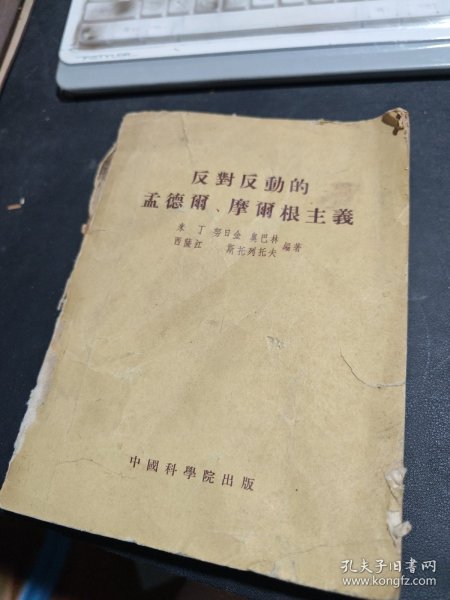 反對反動的
孟德爾、摩爾根主義
米丁 努日金 奧巴林
西薩江 斯托列托夫 編著
中國科學院出版
孔夫子旧书网
www.kongfz.com